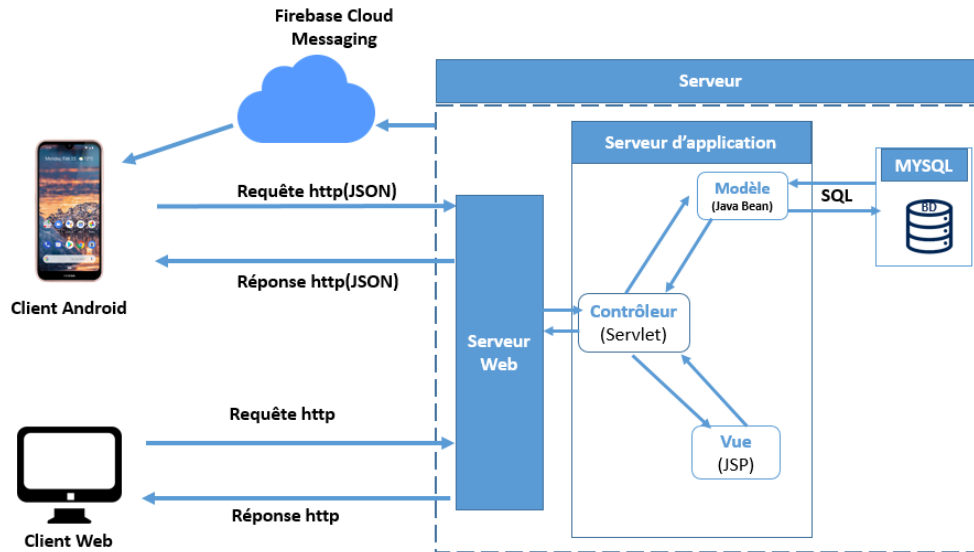 Firebase Cloud
Messaging
Serveur
Serveur d'application
MYSQL
Modèle
(Java Bean)
SQL
BD
Requête http(JSON)
Réponse http(JSON)
Client Android
Contrôleur
(Servlet)
Serveur
Web
Requête http
Vue
(JSP)
Réponse http
Client Web